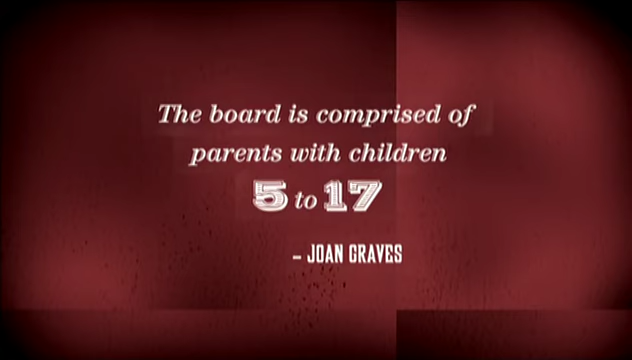 The board is comprised of
parents with children
5 to 17
– JOAN GRAVES